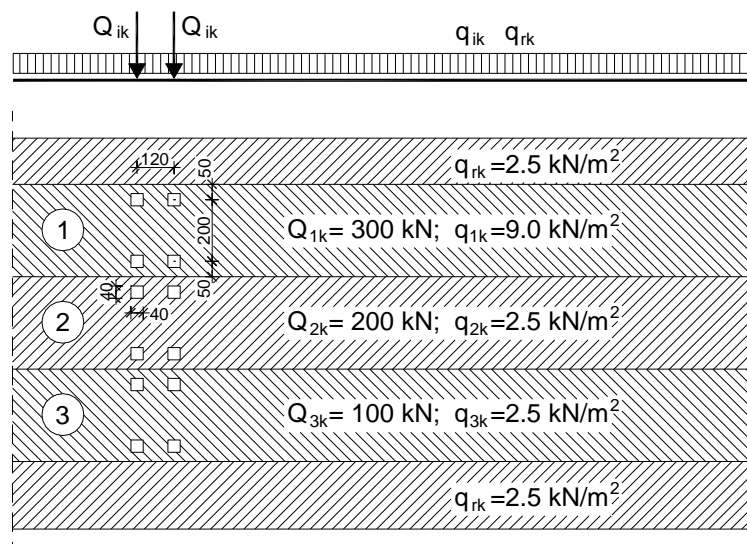 Q ik Q ik
q ik q rk
120
50
q rk = 2.5 kN/m²
1
200
Q 1k = 300 kN; q 1k = 9.0 kN/m²
50
40
40
2
Q 2k = 200 kN; q 2k = 2.5 kN/m²
3
Q 3k = 100 kN; q 3k = 2.5 kN/m²
q rk = 2.5 kN/m²